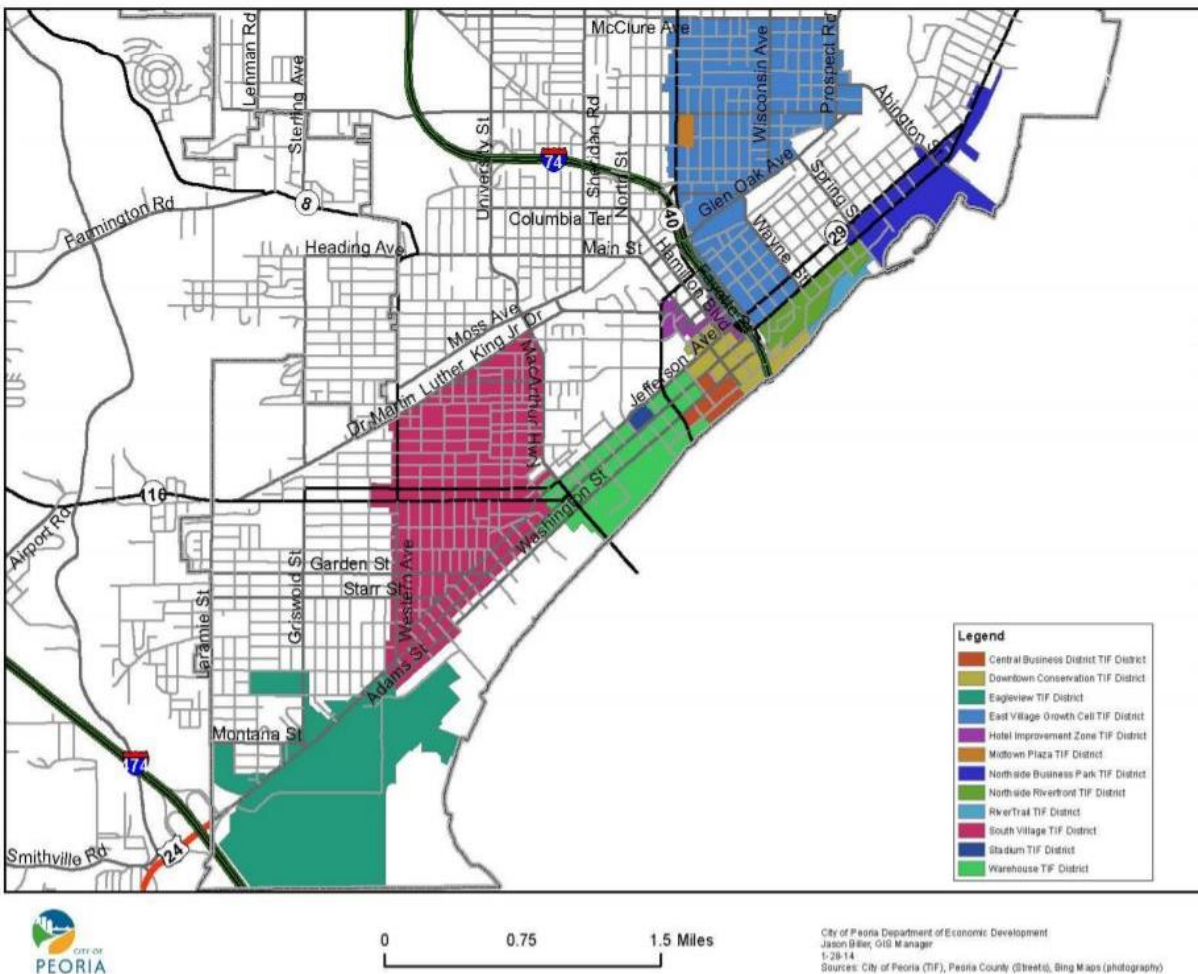 McClure Ave
Lehman Rd
Sterling Ave
University St
Sheridan Rd
North St
Wisconsin Ave
Prospect Rd
Abington St
74
8
40
Glen Oak Ave
Spring St
29
Farmington Rd
Columbia Ter
Heading Ave
Main St
Wayne St
Hamilton Blvd
Moss Ave
Dr Martin Luther King Jr Dr
MacArthur Hwy
Jefferson Ave
116
Airport Rd
Washington St
Garden St
Starr St
Western Ave
Griswold St
Laramie St
Adams St
Montana St
474
24
Smithville Rd
Legend
Central Business District TIF District
Downtown Conservation TIF District
Eagleview TIF District
East Village Growth Cell TIF District
Hotel Improvement Zone TIF District
Midtown Plaza TIF District
Northside Business Park TIF District
Northside Riverfront TIF District
RiverTrail TIF District
South Village TIF District
Stadium TIF District
Warehouse TIF District
CITY OF
PEORIA
0 0.75 1.5 Miles
City of Peoria Department of Economic Development
Jason Biller, GIS Manager
1-28-14
Sources: City of Peoria (TIF), Peoria County (Streets), Bing Maps (photography)